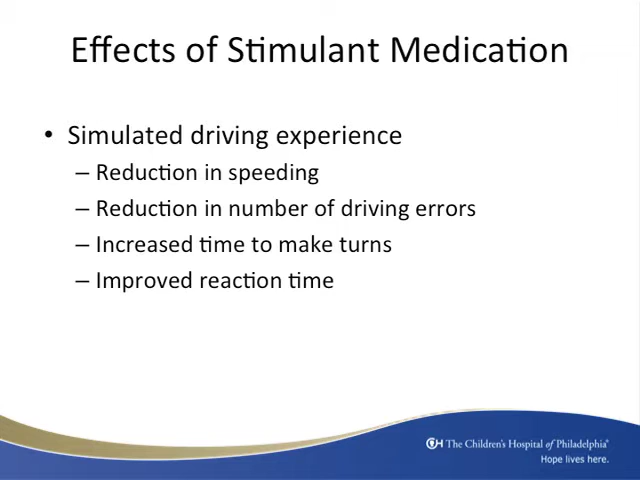 Effects of Stimulant Medication
• Simulated driving experience
– Reduction in speeding
– Reduction in number of driving errors
– Increased time to make turns
– Improved reaction time
The Children's Hospital of Philadelphia®
Hope lives here.